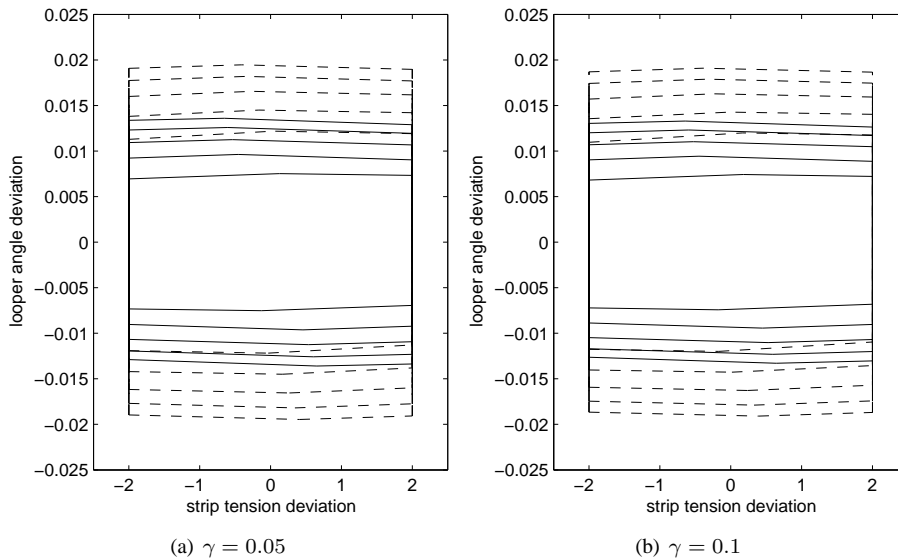 0.025
0.02
0.015
0.01
0.005
0
−0.005
−0.01
−0.015
−0.02
−0.025
looper angle deviation
−2 −1 0 1 2
strip tension deviation
(a) γ = 0.05
0.025
0.02
0.015
0.01
0.005
0
−0.005
−0.01
−0.015
−0.02
−0.025
looper angle deviation
−2 −1 0 1 2
strip tension deviation
(b) γ = 0.1